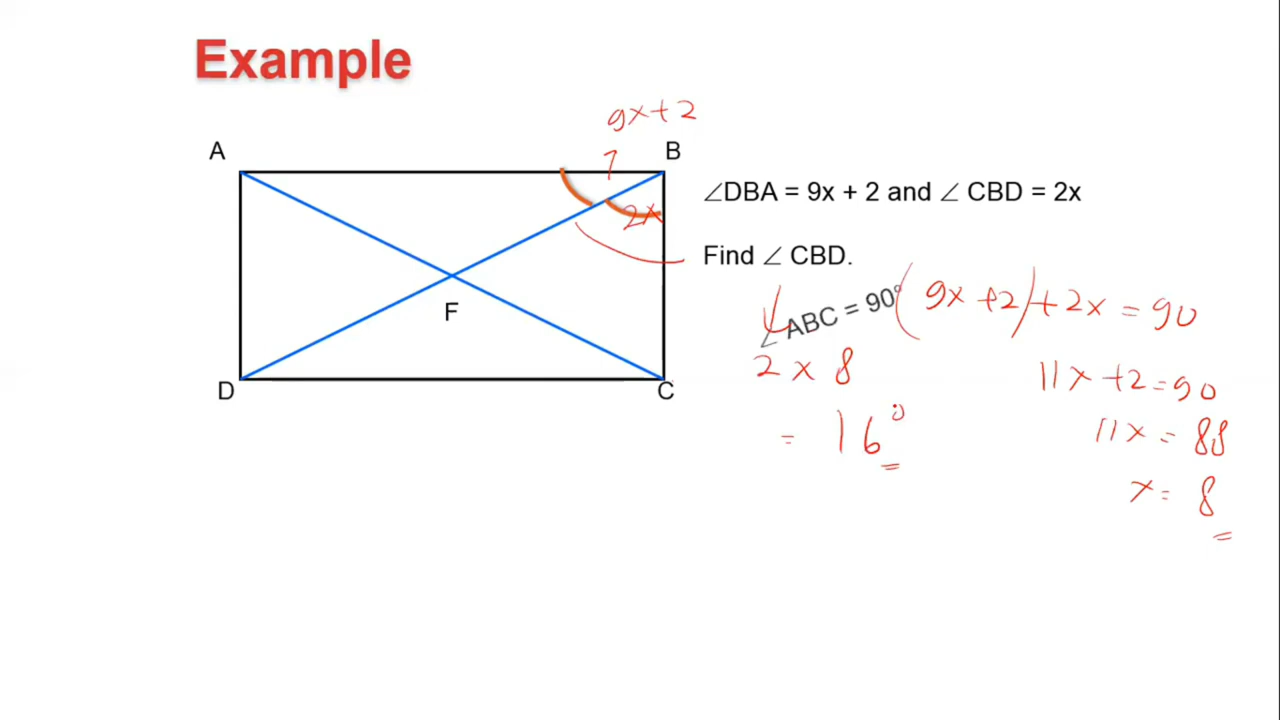 Example
9x+2
A
B
2x
∠DBA = 9x + 2 and ∠ CBD = 2x
Find ∠ CBD.
F
∠ ABC = 90°
(9x +2)+2x = 90
D
C
2 x 8
11x +2=90
= 16°
11x = 88
x = 8